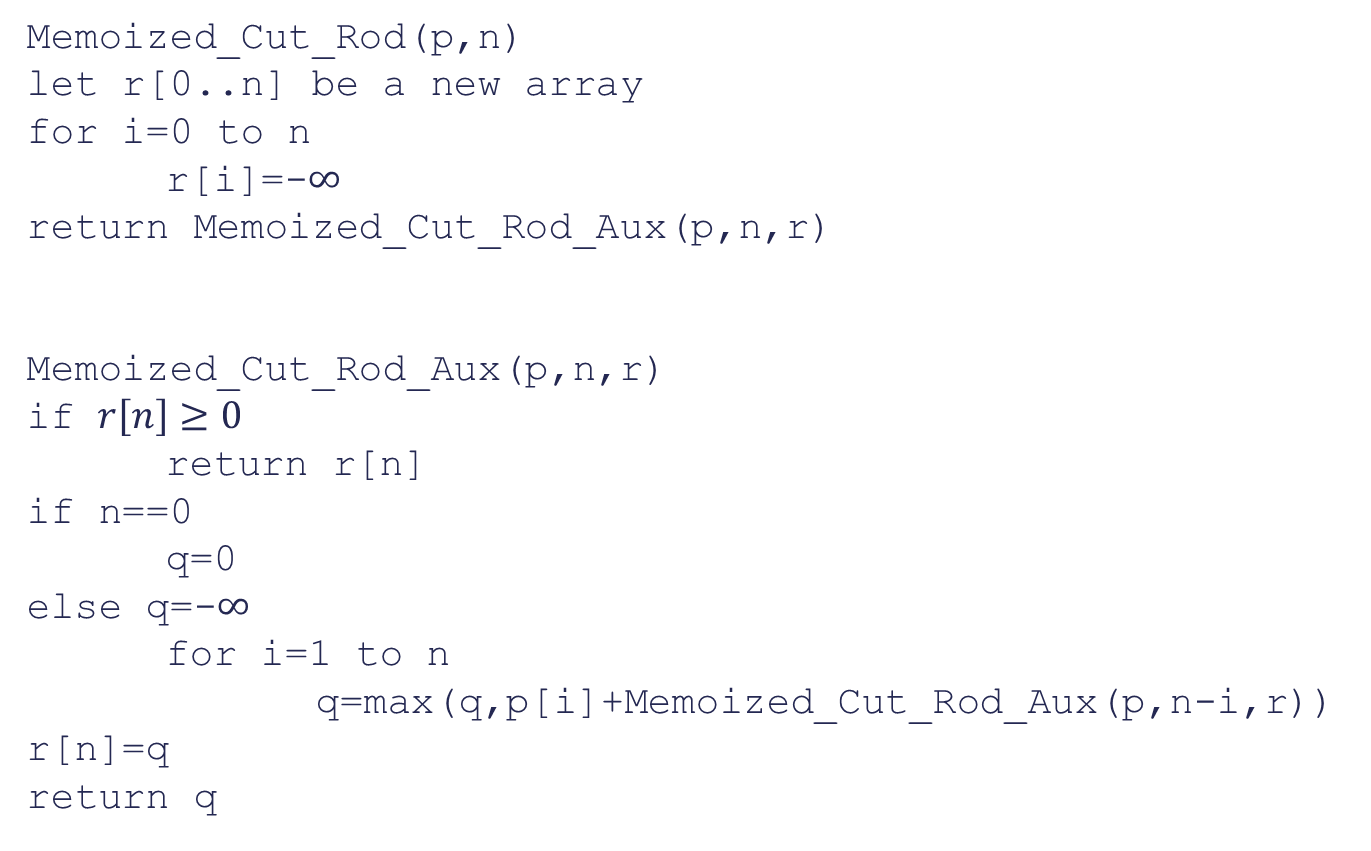 Memoized_Cut_Rod(p,n)
let r[0..n] be a new array
for i=0 to n
r[i]=-∞
return Memoized_Cut_Rod_Aux(p,n,r)
Memoized_Cut_Rod_Aux(p,n,r)
if r[n] ≥ 0
return r[n]
if n==0
q=0
else q=-∞
for i=1 to n
q=max(q,p[i]+Memoized_Cut_Rod_Aux(p,n-i,r))
r[n]=q
return q